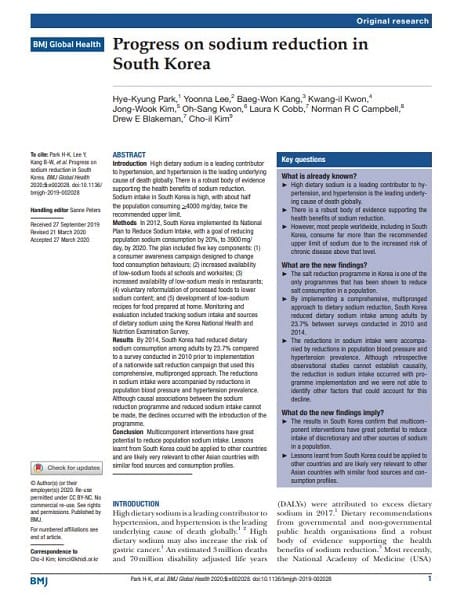 Original research
BMJ Global Health
Progress on sodium reduction in
South Korea
Hye-Kyung Park,1 Yoonna Lee,2 Baeg-Won Kang,3 Kwang-il Kwon,4
Jong-Wook Kim,5 Oh-Sang Kwon,6 Laura K Cobb,7 Norman R C Campbell,8
Drew E Blakeman,7 Cho-il Kim9
To cite: Park H-K, Lee Y,
Kang B-W, et al. Progress on
sodium reduction in South
Korea. BMJ Global Health
2020;5:e002028. doi:10.1136/
bmjgh-2019-002028
Handling editor Sanne Peters
Received 27 September 2019
Revised 21 March 2020
Accepted 27 March 2020
Check for updates
© Author(s) (or their
employer(s)) 2020. Re-use
permitted under CC BY-NC. No
commercial re-use. See rights
and permissions. Published by
BMJ.
For numbered affiliations see
end of article.
Correspondence to
Cho-il Kim; kimci@khidi.or.kr
ABSTRACT
Introduction High dietary sodium is a leading contributor
to hypertension, and hypertension is the leading underlying
cause of death globally. There is a robust body of evidence
supporting the health benefits of sodium reduction.
Sodium intake in South Korea is high, with about half
the population consuming ≥4000 mg/day, twice the
recommended upper limit.
Methods In 2012, South Korea implemented its National
Plan to Reduce Sodium Intake, with a goal of reducing
population sodium consumption by 20%, to 3900 mg/
day, by 2020. The plan included five key components: (1)
a consumer awareness campaign designed to change
food consumption behaviours; (2) increased availability
of low-sodium foods at schools and worksites; (3)
increased availability of low-sodium meals in restaurants;
(4) voluntary reformulation of processed foods to lower
sodium content; and (5) development of low-sodium
recipes for food prepared at home. Monitoring and
evaluation included tracking sodium intake and sources
of dietary sodium using the Korea National Health and
Nutrition Examination Survey.
Results By 2014, South Korea had reduced dietary
sodium consumption among adults by 23.7% compared
to a survey conducted in 2010 prior to implementation
of a nationwide salt reduction campaign that used this
comprehensive, multipronged approach. The reductions
in sodium intake were accompanied by reductions in
population blood pressure and hypertension prevalence.
Although causal associations between the sodium
reduction programme and reduced sodium intake cannot
be made, the declines occurred with the introduction of the
programme.
Conclusion Multicomponent interventions have great
potential to reduce population sodium intake. Lessons
learnt from South Korea could be applied to other countries
and are likely very relevant to other Asian countries with
similar food sources and consumption profiles.
Key questions
What is already known?
► High dietary sodium is a leading contributor to hy-
pertension, and hypertension is the leading underly-
ing cause of death globally.
► There is a robust body of evidence supporting the
health benefits of sodium reduction.
► However, most people worldwide, including in South
Korea, consume far more than the recommended
upper limit of sodium due to the increased risk of
chronic disease above that level.
What are the new findings?
► The salt reduction programme in Korea is one of the
only programmes that has been shown to reduce
salt consumption in a population.
► By implementing a comprehensive, multipronged
approach to dietary sodium reduction, South Korea
reduced dietary sodium intake among adults by
23.7% between surveys conducted in 2010 and
2014.
► The reductions in sodium intake were accompa-
nied by reductions in population blood pressure and
hypertension prevalence. Although retrospective
observational studies cannot establish causality,
the reduction in sodium intake occurred with pro-
gramme implementation and we were not able to
identify other factors that could account for this
decline.
What do the new findings imply?
► The results in South Korea confirm that multicom-
ponent interventions have great potential to reduce
intake of discretionary and other sources of sodium
in a population.
► Lessons learnt from South Korea could be applied to
other countries and are likely very relevant to other
Asian countries with similar food sources and con-
sumption profiles.
INTRODUCTION
High dietary sodium is a leading contributor to
hypertension, and hypertension is the leading
underlying cause of death globally.1 2 High
dietary sodium may also increase the risk of
gastric cancer.1 An estimated 3 million deaths
and 70 million disability adjusted life years
(DALYs) were attributed to excess dietary
sodium in 2017.1 Dietary recommendations
from governmental and non-governmental
public health organisations find a robust
body of evidence supporting the health
benefits of sodium reduction.3 Most recently,
the National Academy of Medicine (USA)
BMJ
Park H-K, et al. BMJ Global Health 2020;5:e002028. doi:10.1136/bmjgh-2019-002028
1